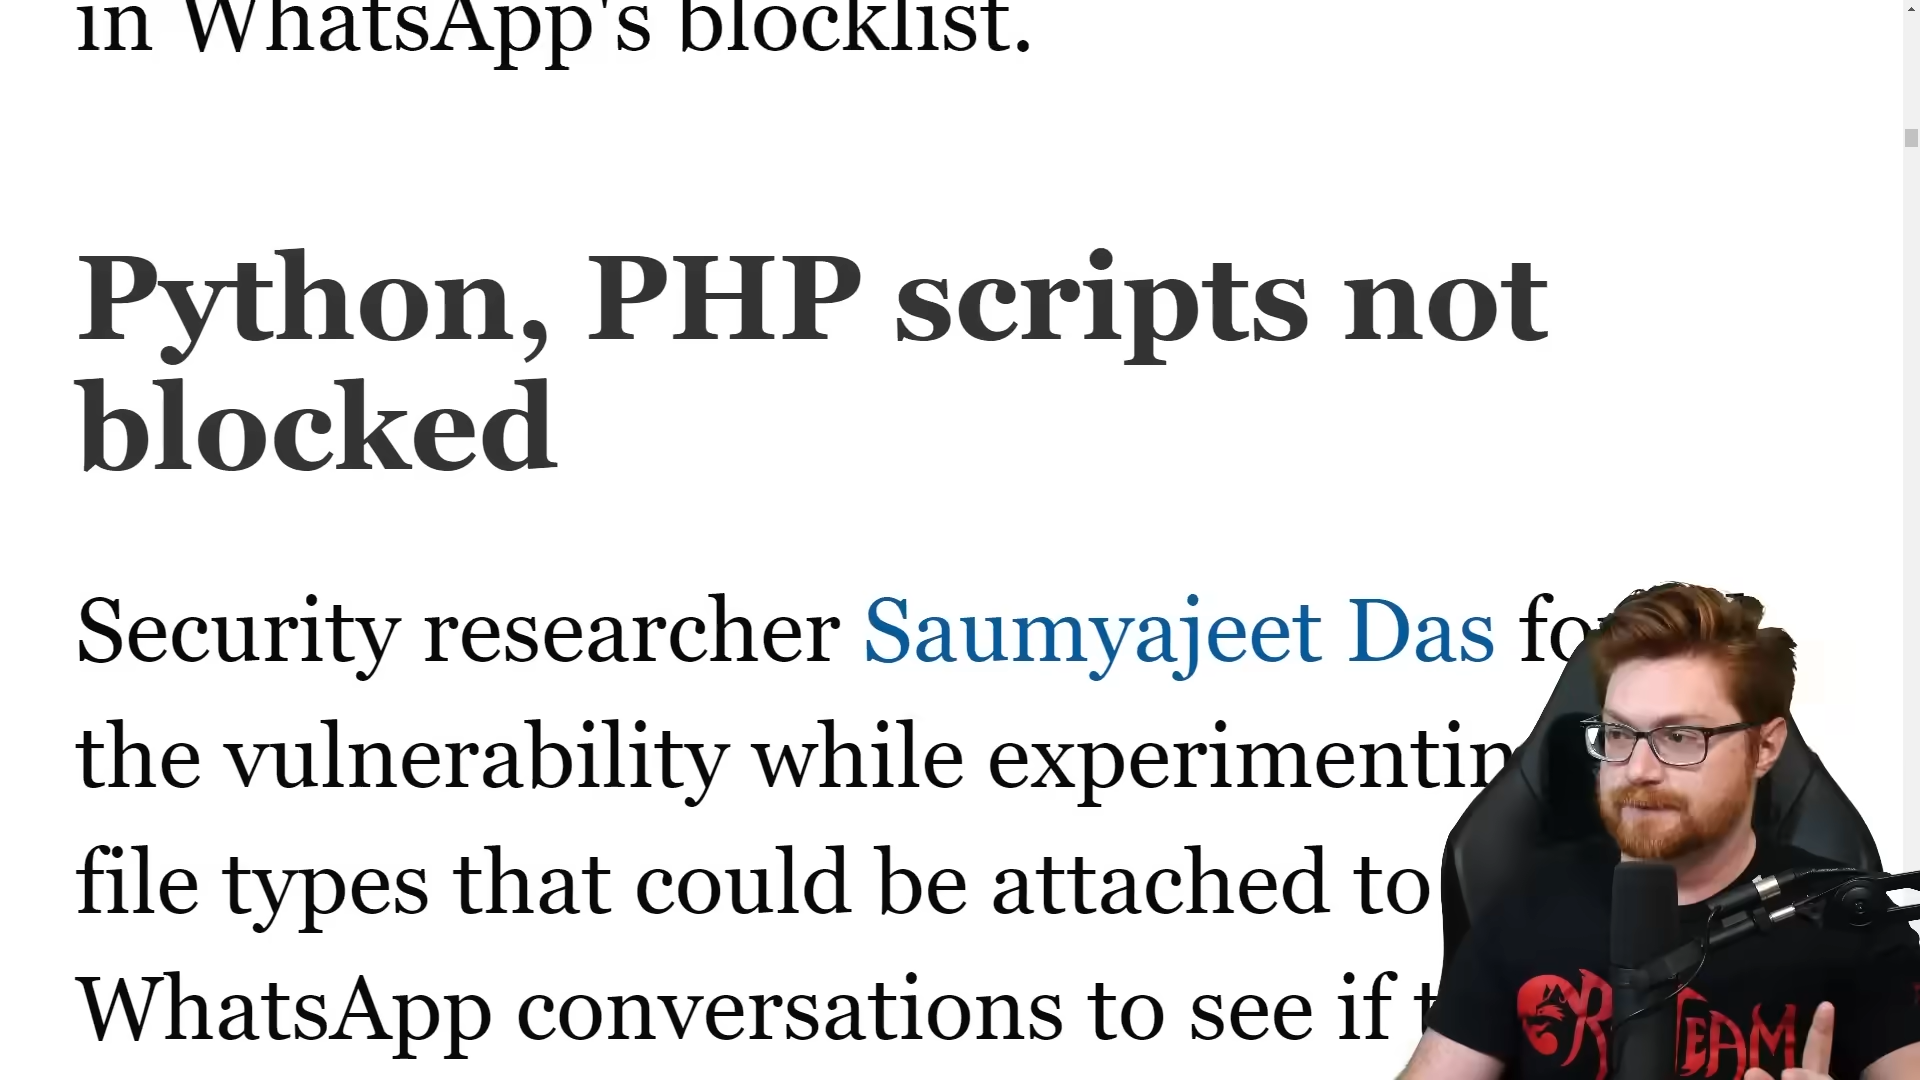 in WhatsApp's blocklist.
Python, PHP scripts not
blocked
Security researcher Saumyajeet Das
the vulnerability while
file types that could be attached to
WhatsApp conversations to see if
TEAM